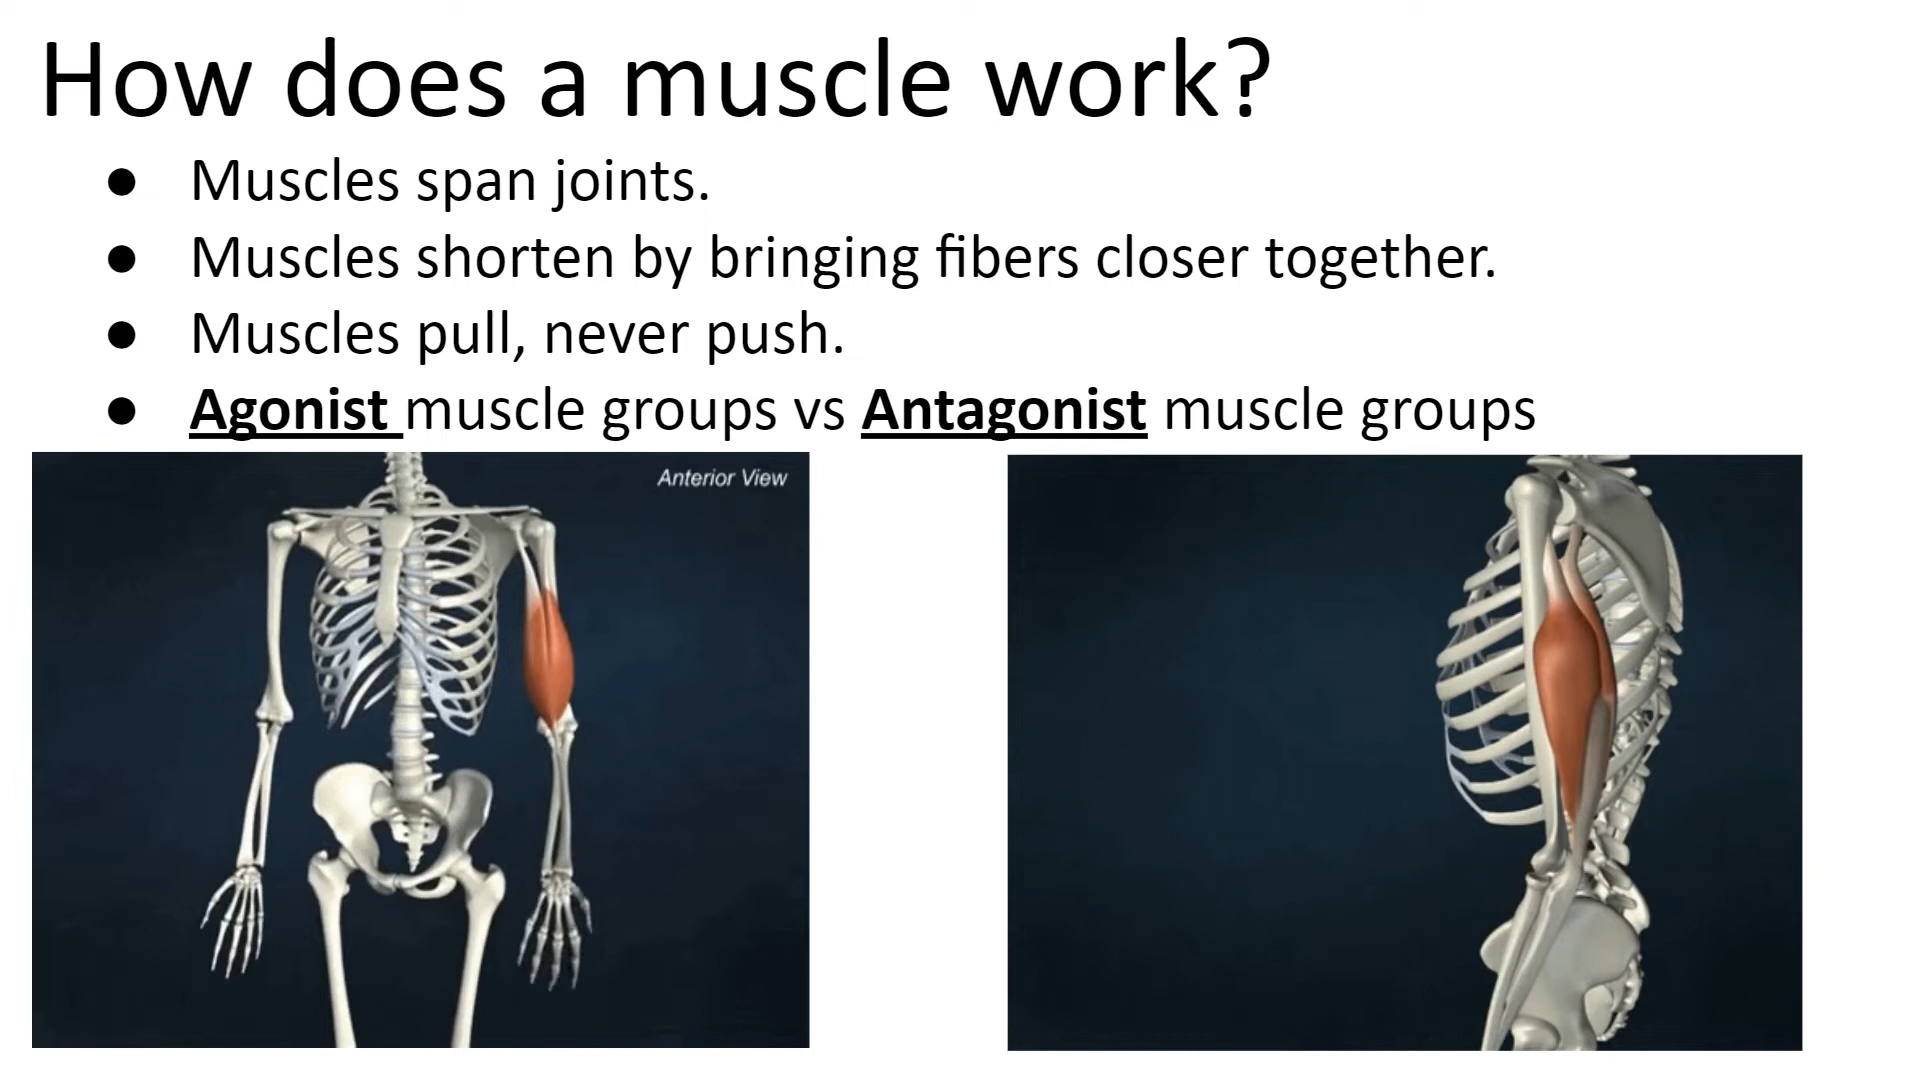 How does a muscle work?
● Muscles span joints.
● Muscles shorten by bringing fibers closer together.
● Muscles pull, never push.
● Agonist muscle groups vs Antagonist muscle groups
Anterior View